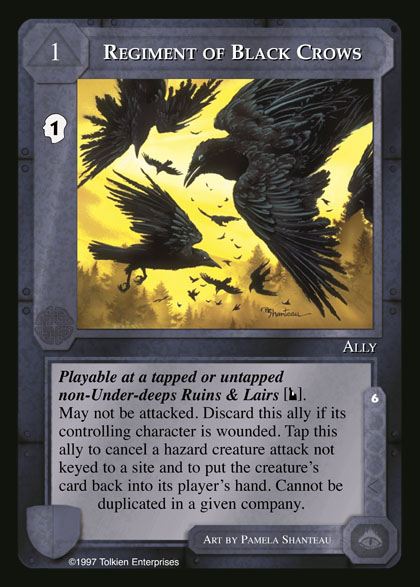 1
REGIMENT OF BLACK CROWS
1
Shanteau
ALLY
Playable at a tapped or untapped
non-Under-deeps Ruins & Lairs [].
May not be attacked. Discard this ally if its
controlling character is wounded. Tap this
ally to cancel a hazard creature attack not
keyed to a site and to put the creature's
card back into its player's hand. Cannot be
duplicated in a given company.
6
ART BY PAMELA SHANTEAU
©1997 Tolkien Enterprises